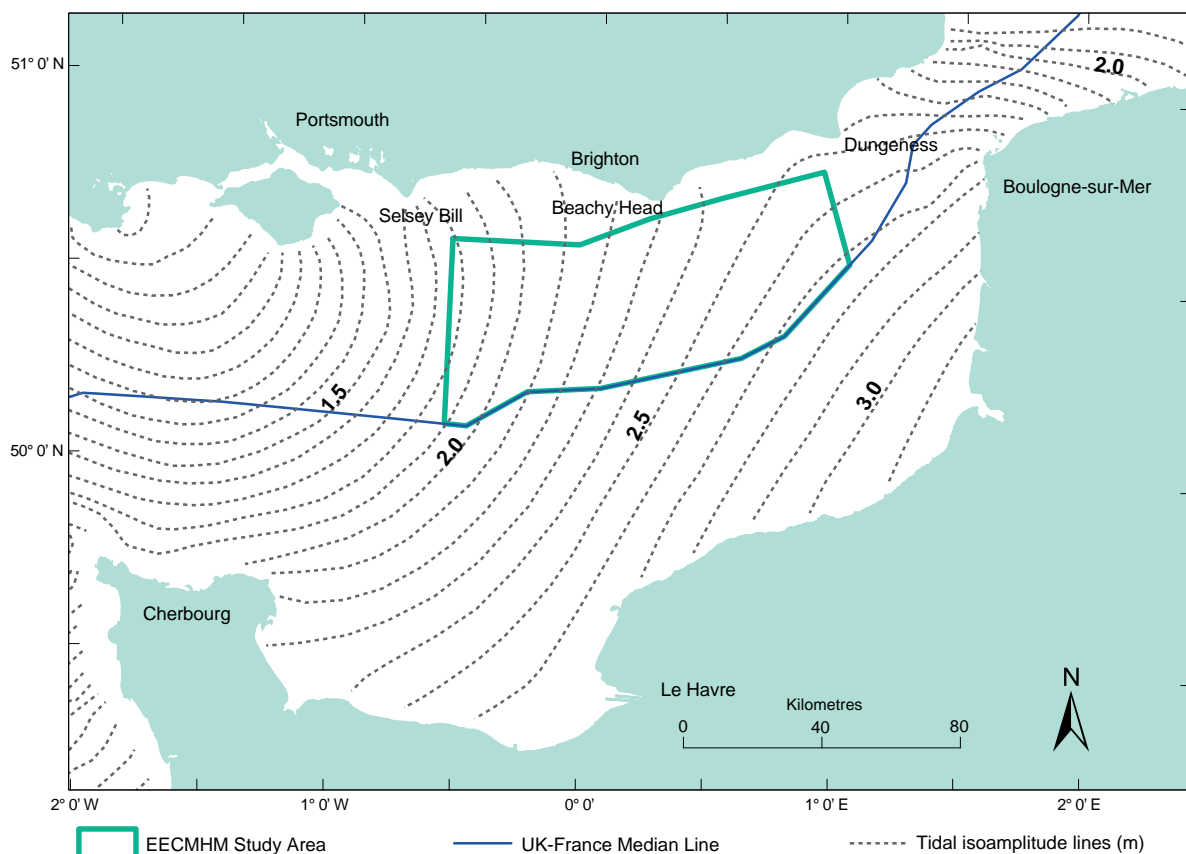 51° 0' N
2.0
Portsmouth
Dungeness
Brighton
Boulogne-sur-Mer
Selsey Bill
Beachy Head
1.5
3.0
2.5
50° 0' N
2.0
Cherbourg
N
Le Havre
Kilometres
0 40 80
2° 0' W 1° 0' W 0° 0' 1° 0' E 2° 0' E
EECMHM Study Area UK-France Median Line Tidal isoamplitude lines (m)